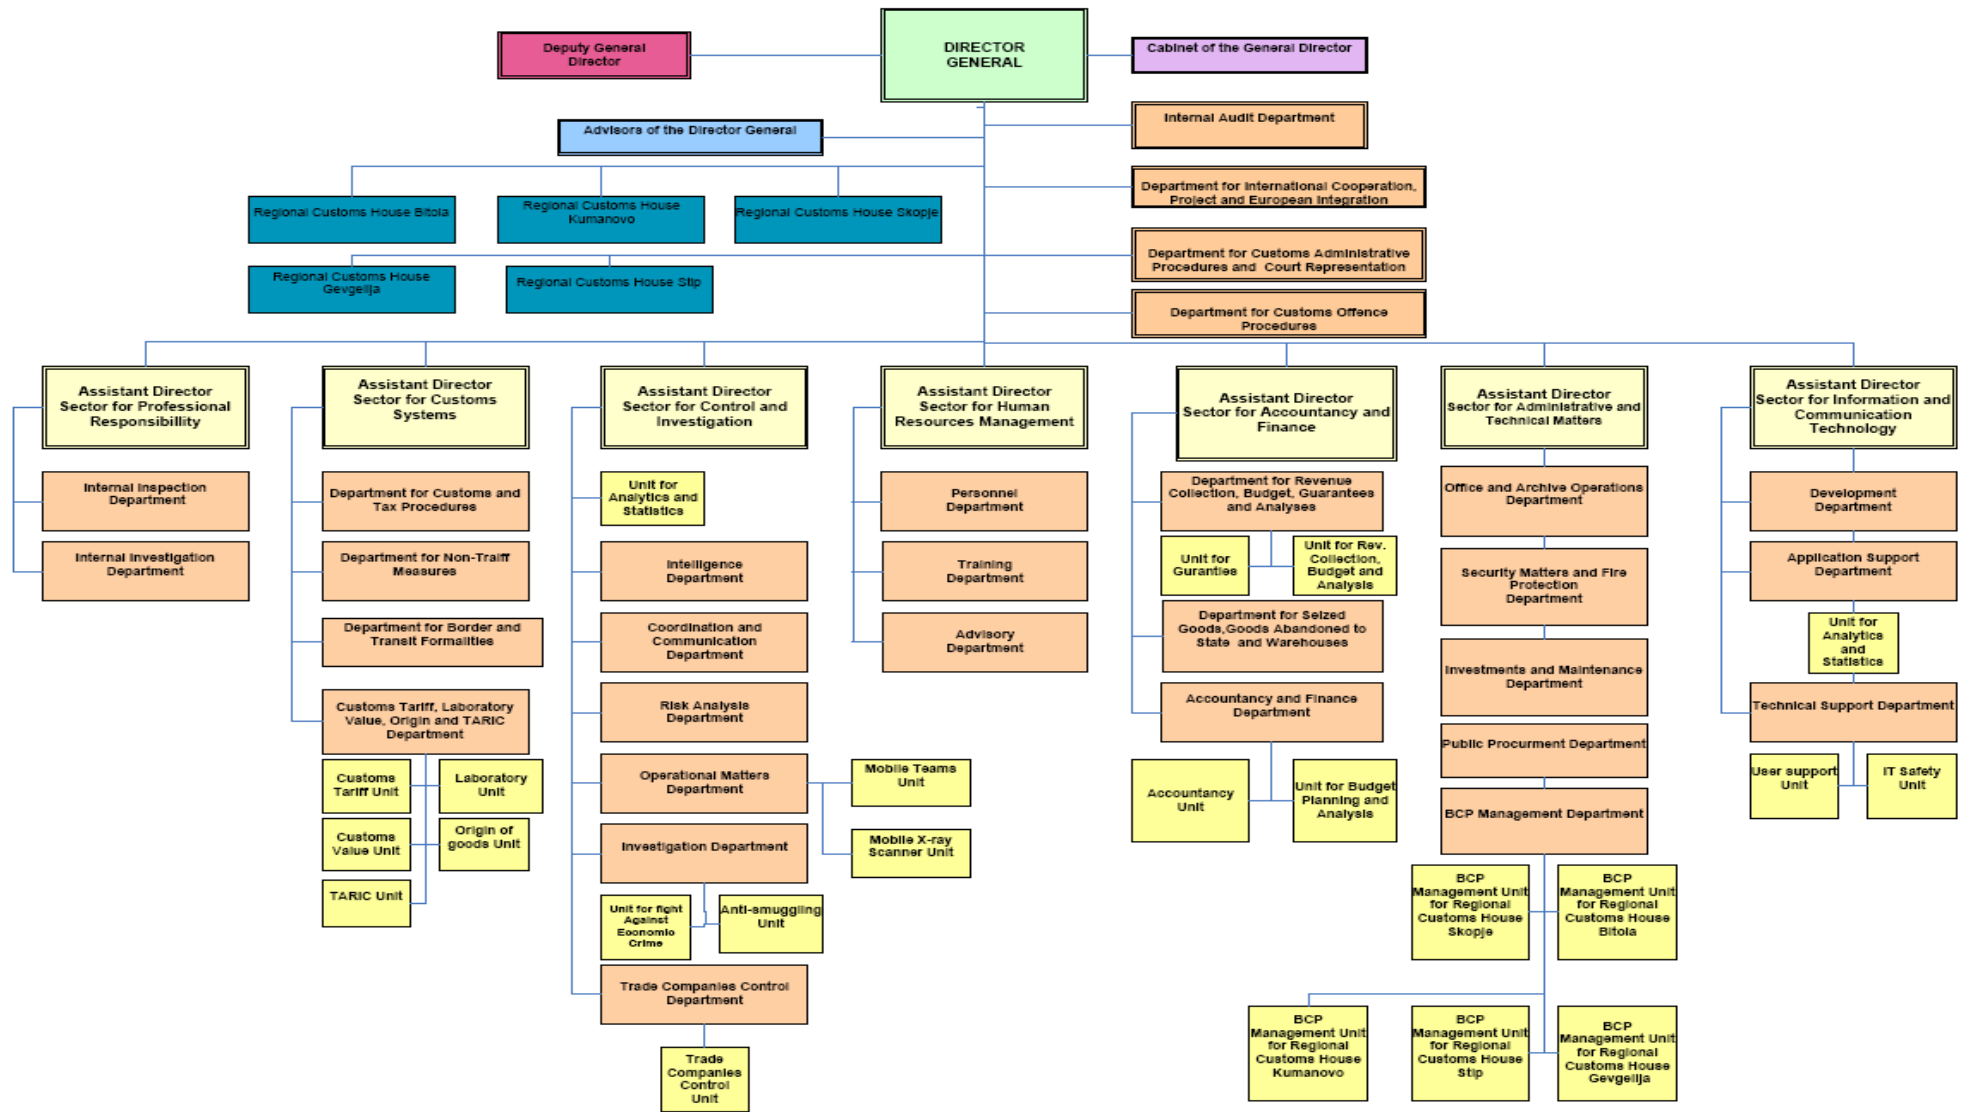 Deputy General
Director
DIRECTOR
GENERAL
Cabinet of the General Director
Internal Audit Department
Advisors of the Director General
Department for International Cooperation,
Project and European Integration
Regional Customs House Bitola
Regional Customs House
Kumanovo
Regional Customs House Skopje
Department for Customs Administrative
Procedures and Court Representation
Regional Customs House
Gevgelija
Regional Customs House Stip
Department for Customs Offence
Procedures
Assistant Director
Sector for Professional
Responsibillity
Assistant Director
Sector for Customs
Systems
Assistant Director
Sector for Control and
Investigation
Assistant Director
Sector for Human
Resources Management
Assistant Director
Sector for Accountancy and
Finance
Assistant Director
Sector for Administrative and
Technical Matters
Assistant Director
Sector for Information and
Communication
Technology
Internal Inspection
Department
Internal Investigation
Department
Department for Customs and
Tax Procedures
Department for Non-Traiff
Measures
Department for Border and
Transit Formalities
Customs Tariff, Laboratory
Value, Origin and TARIC
Department
Customs
Tariff Unit
Laboratory
Unit
Customs
Value Unit
Origin of
goods Unit
TARIC Unit
Unit for
Analytics and
Statistics
Intelligence
Department
Coordination and
Communication
Department
Risk Analysis
Department
Operational Matters
Department
Mobile Teams
Unit
Mobile X-ray
Scanner Unit
Investigation Department
Unit for fight
Against
Economic
Crime
Anti-smuggling
Unit
Trade Companies Control
Department
Trade
Companies
Control
Unit
Personnel
Department
Training
Department
Advisory
Department
Department for Revenue
Collection, Budget, Guarantees
and Analyses
Unit for
Guranties
Unit for Rev.
Collection,
Budget and
Analysis
Department for Seized
Goods,Goods Abandoned to
State and Warehouses
Accountancy and Finance
Department
Accountancy
Unit
Unit for Budget
Planning and
Analysis
Office and Archive Operations
Department
Security Matters and Fire
Protection
Department
Investments and Maintenance
Department
Public Procurment Department
BCP Management Department
BCP
Management Unit
for Regional
Customs House
Skopje
BCP
Management Unit
for Regional
Customs House
Bitola
BCP
Management Unit
for Regional
Customs House
Kumanovo
BCP
Management Unit
for Regional
Customs House
Stip
BCP
Management Unit
for Regional
Customs House
Gevgelija
Development
Department
Application Support
Department
Unit for
Analytics
and
Statistics
Technical Support Department
User support
Unit
IT Safety
Unit